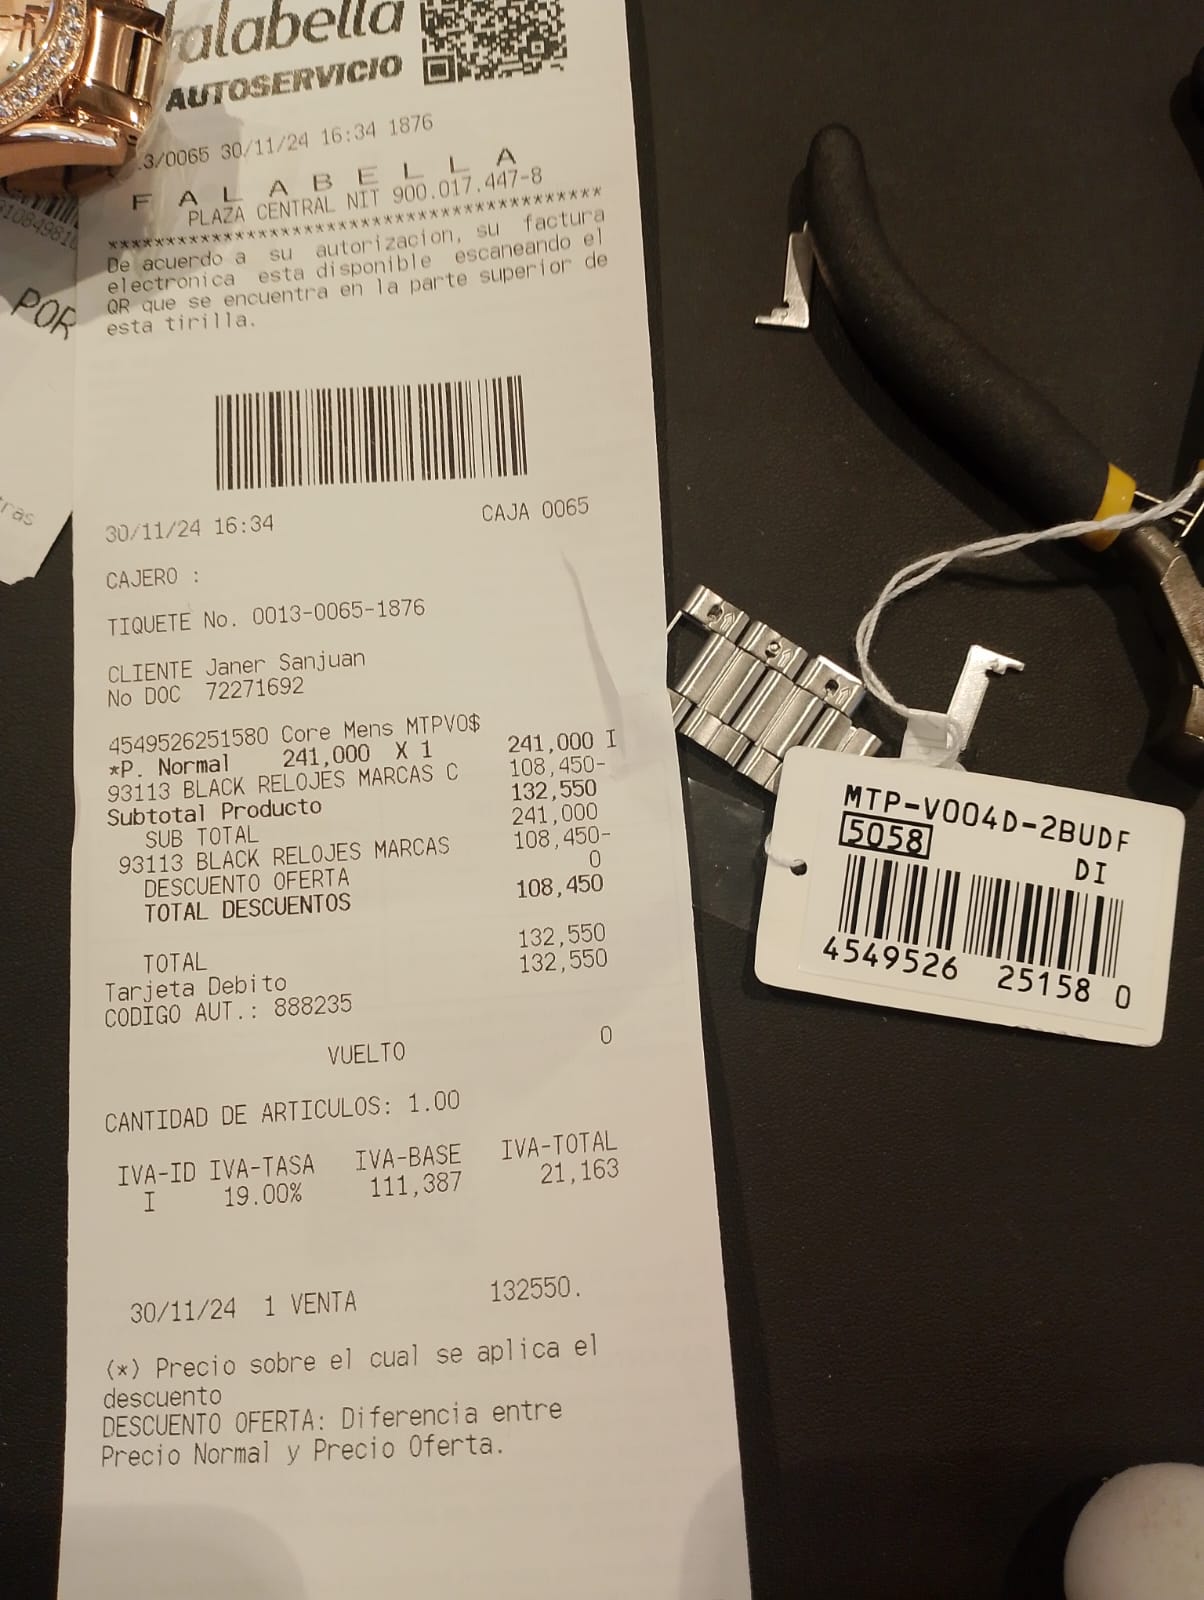 falabella
AUTOSERVICIO
3/0065 30/11/24 16:34 1876
F A L A B E L L A
PLAZA CENTRAL NIT 900.017.447-8
******************************************
De acuerdo a su autorizacion, su factura
electronica esta disponible escaneando el
QR que se encuentra en la parte superior de
esta tirilla.
30/11/24 16:34 CAJA 0065
CAJERO :
TIQUETE No. 0013-0065-1876
CLIENTE Janer Sanjuan
No DOC 72271692
4549526251580 Core Mens MTPV0$
*P. Normal 241,000 X 1 241,000 I
93113 BLACK RELOJES MARCAS C 108,450-
Subtotal Producto 132,550
SUB TOTAL 241,000
93113 BLACK RELOJES MARCAS 108,450-
DESCUENTO OFERTA 0
TOTAL DESCUENTOS 108,450
TOTAL 132,550
Tarjeta Debito 132,550
CODIGO AUT.: 888235
VUELTO 0
CANTIDAD DE ARTICULOS: 1.00
IVA-ID IVA-TASA IVA-BASE IVA-TOTAL
I 19.00% 111,387 21,163
30/11/24 1 VENTA 132550.
(*) Precio sobre el cual se aplica el
descuento
DESCUENTO OFERTA: Diferencia entre
Precio Normal y Precio Oferta.
POR
MTP-V004D-2BUDF
5058
DI
4549526 25158 0